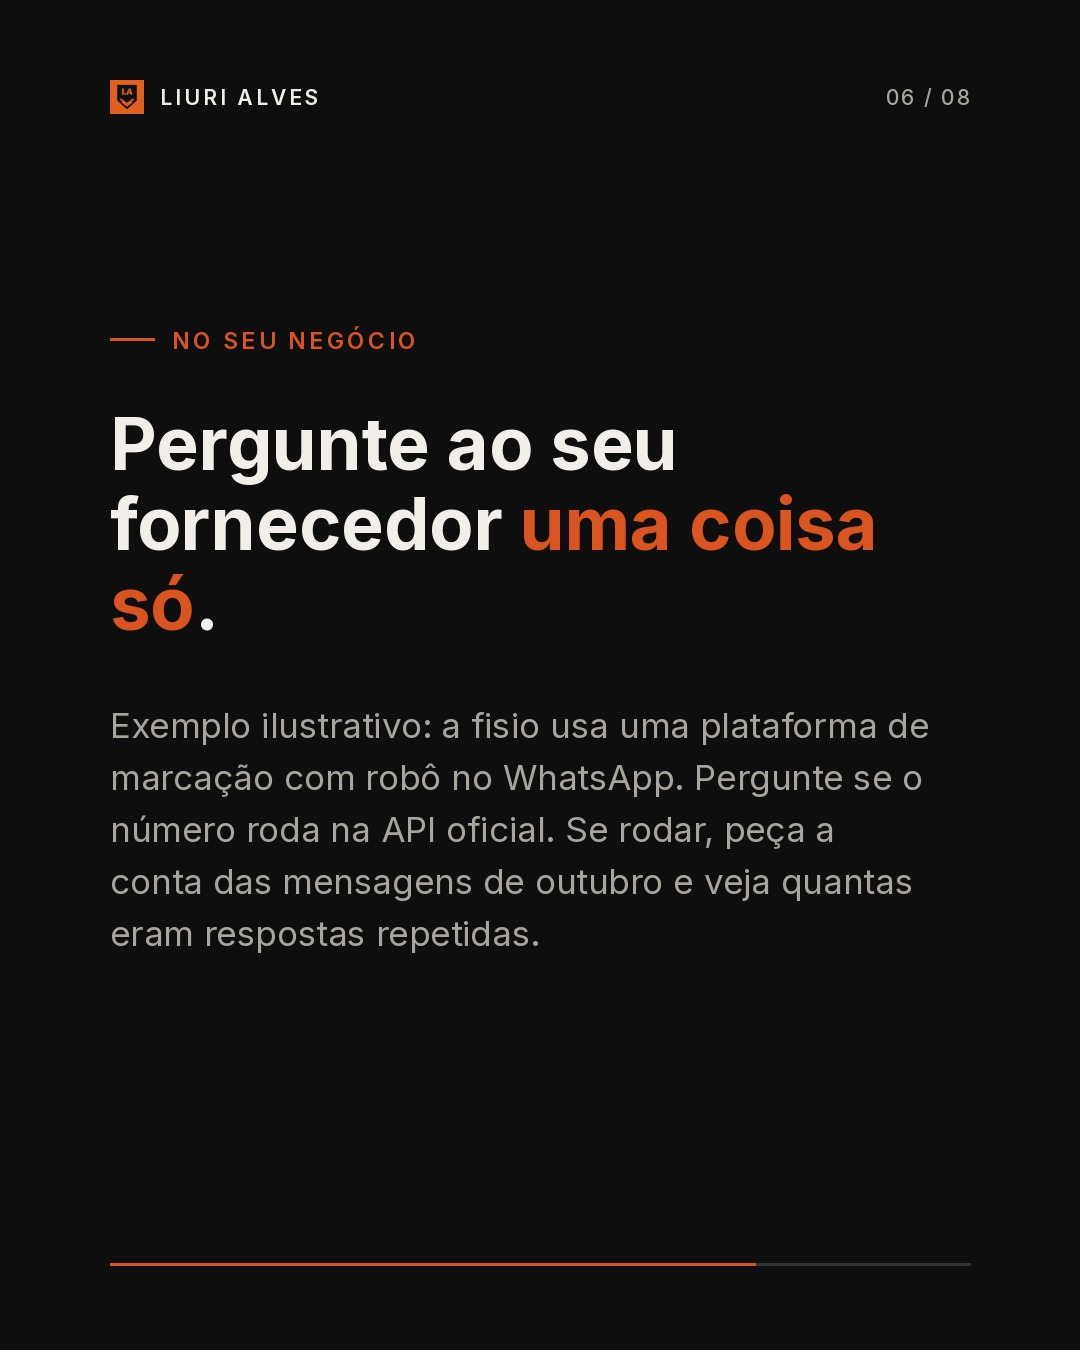 LA
LIURI ALVES
06 / 08
NO SEU NEGÓCIO
Pergunte ao seu
fornecedor uma coisa
só.
Exemplo ilustrativo: a fisio usa uma plataforma de
marcação com robô no WhatsApp. Pergunte se o
número roda na API oficial. Se rodar, peça a
conta das mensagens de outubro e veja quantas
eram respostas repetidas.